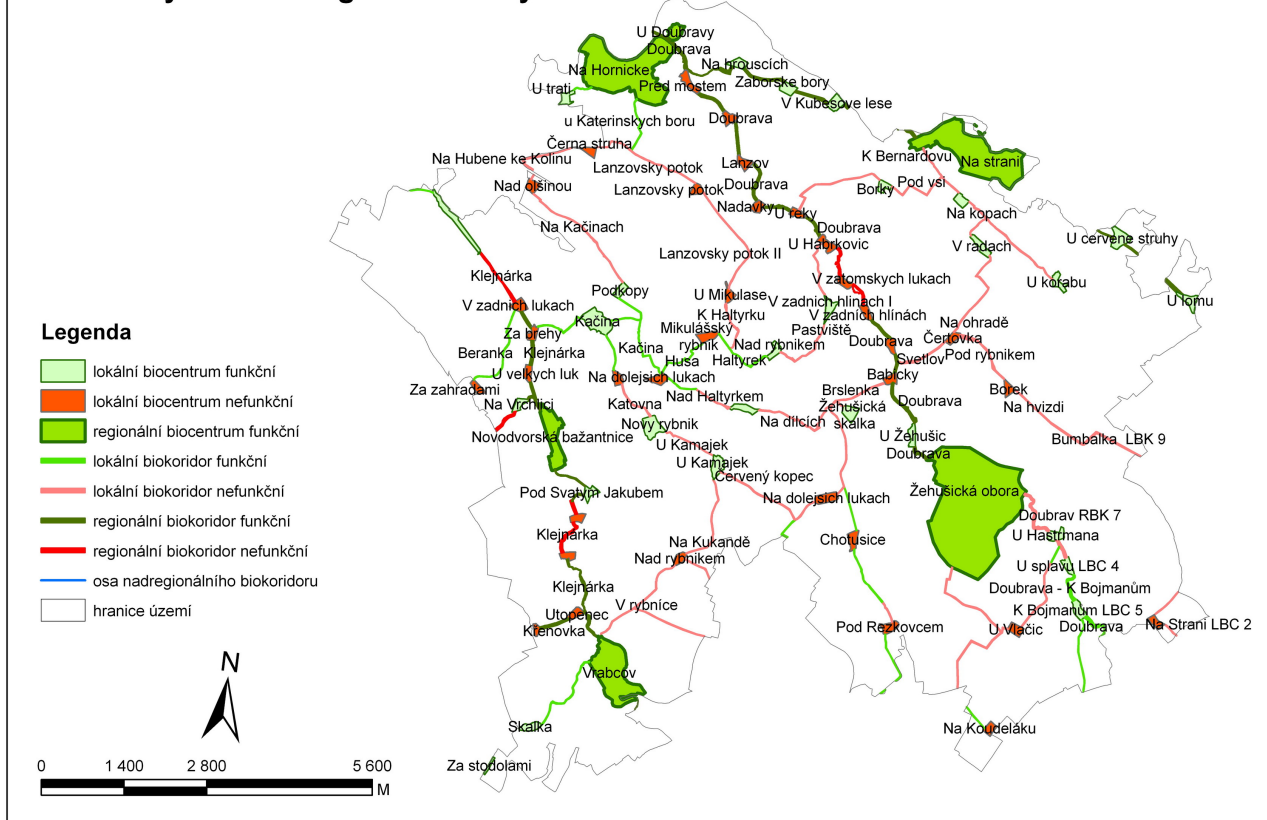 U Doubravy
Doubrava
Na hrouscích
Na Hornicke
Zaborske bory
Před mostem
U trati
V Kubesove lese
u Katerinskych boru
Doubrava
Černa struha
K Bernardovu
Na Hubene ke Kolinu
Na strani
Lanzov
Lanzovsky potok
Nad olšinou
Lanzovsky potok
Doubrava
Borky
Pod vsi
Nadavky
U reky
Na kopach
Na Kačinach
Doubrava
U cervene struhy
U Habrkovic
V radach
Lanzovsky potok II
Klejnárka
V zatomskych lukach
U korabu
Podkopy
U Mikulase
V zadních hlinách I
U lomu
V zadních lukach
K Haltyrku
V zadních hlínách
Kačina
Mikulášský
rybnik
Pastviště
Na ohradě
Za brehy
Čertovka
Nad rybnikem
Doubrava
Beranka
Klejnárka
Kačina
Husa
Haltyrek
Svetlov
Pod rybnikem
U velkych luk
Na dolejsich lukach
Babicky
Za zahradami
Nad Haltyrkem
Brslenka
Borek
Na Vrchlici
Katovna
Žehušická
skalka
Doubrava
Na hvizdi
Novy rybnik
Na dílcích
Novodvorská bažantnice
U Kamajek
U Žehušic
Bumbalka LBK 9
U Kamajek
Doubrava
Červený kopec
Pod Svatým Jakubem
Na dolejsich lukach
Žehušická obora
Doubrav RBK 7
Klejnárka
Na Kukandě
Chotusice
U Hastrmana
Nad rybnikem
U splavu LBC 4
Klejnárka
Doubrava - K Bojmanům
V rybníce
Utopenec
K Bojmanům LBC 5
Křenovka
Pod Rezkovcem
U Vlačic
Doubrava
Na Strani LBC 2
Vrabcov
Skalka
Na Koudeláku
Za stodolami
Legenda
lokální biocentrum funkční
lokální biocentrum nefunkční
regionální biocentrum funkční
lokální biokoridor funkční
lokální biokoridor nefunkční
regionální biokoridor funkční
regionální biokoridor nefunkční
osa nadregionálního biokoridoru
hranice území
N
0 1 400 2 800 5 600
M